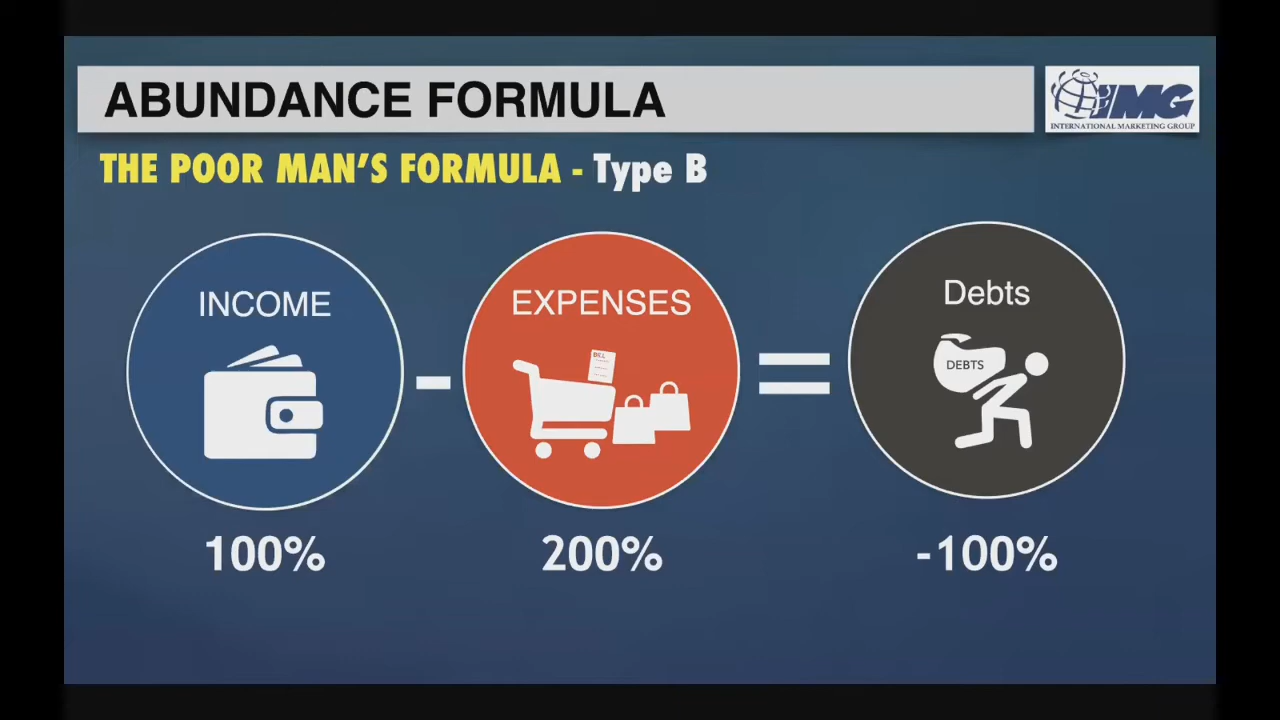 ABUNDANCE FORMULA
IMG
INTERNATIONAL MARKETING GROUP
THE POOR MAN'S FORMULA - Type B
INCOME
-
EXPENSES
=
Debts
BILL
DEBTS
100%
200%
-100%